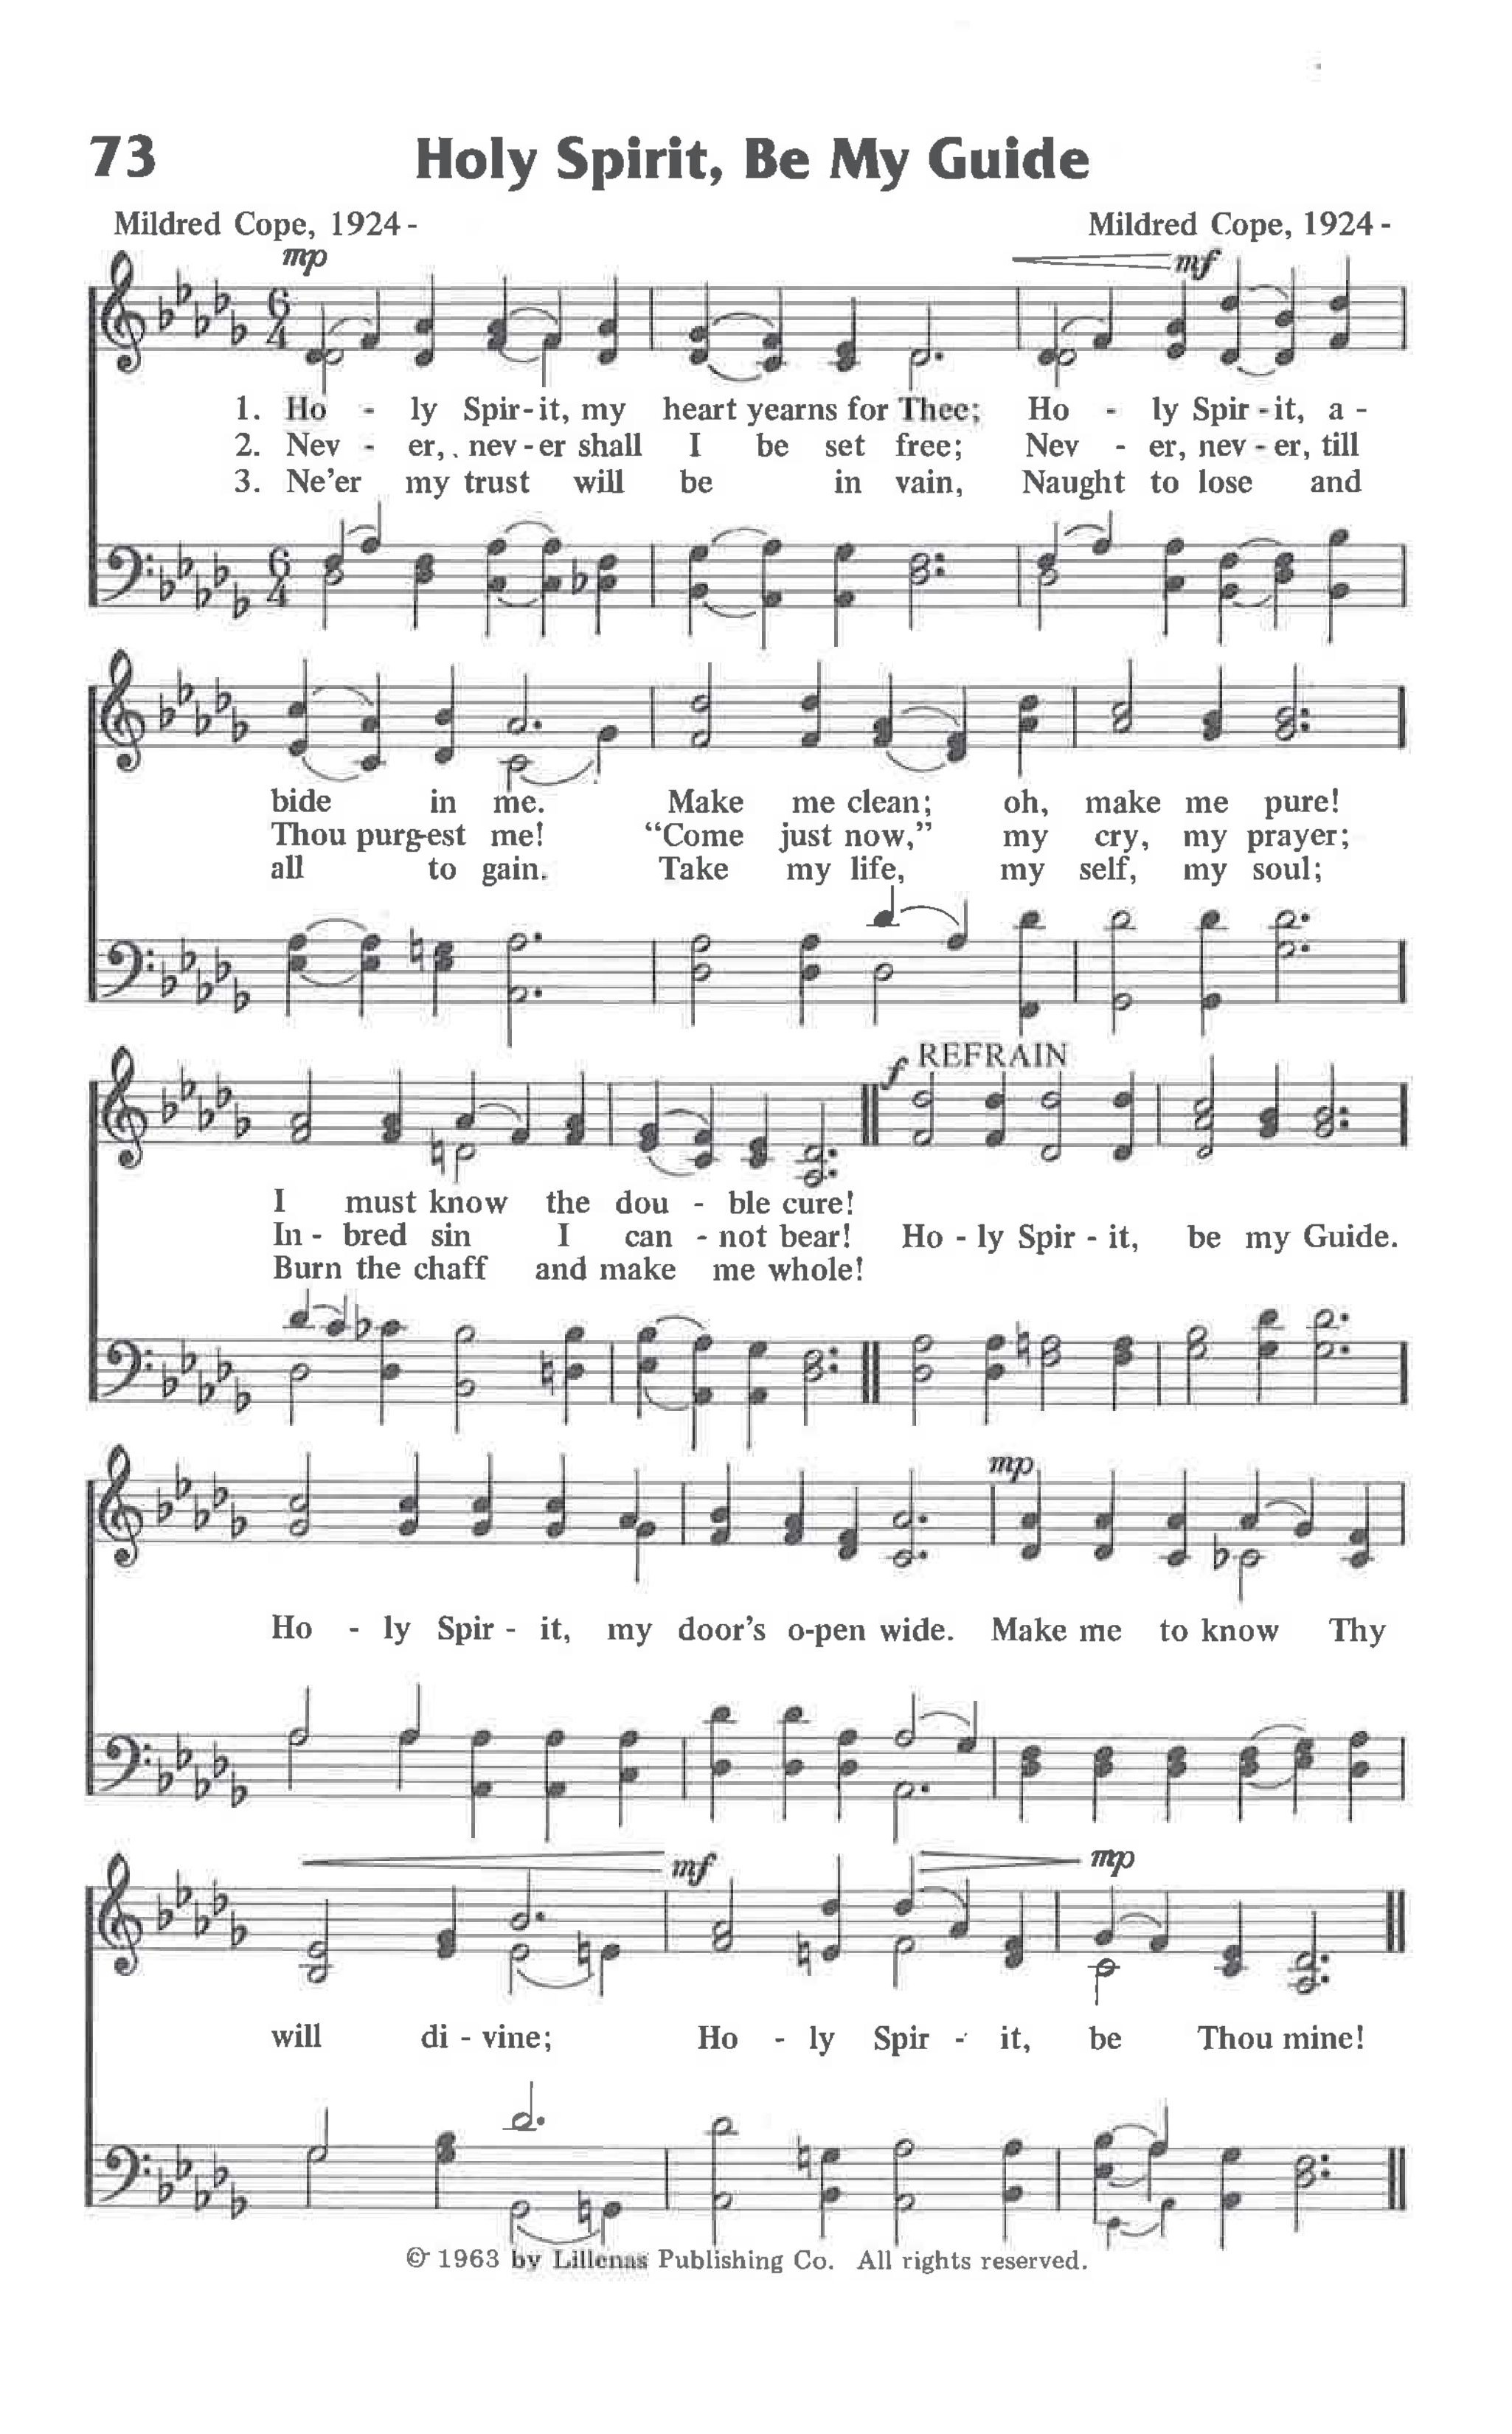 73 Holy Spirit, Be My Guide
Mildred Cope, 1924- Mildred Cope, 1924-
mp mf
6 4
1. Ho - ly Spir-it, my heart yearns for Thee; Ho - ly Spir-it, a-
2. Nev - er, nev-er shall I be set free; Nev - er, nev-er, till
3. Ne'er my trust will be in vain, Naught to lose and
6 4
bide in me. Make me clean; oh, make me pure!
Thou purg-est me! “Come just now,” my cry, my prayer;
all to gain. Take my life, my self, my soul;
f REFRAIN
I must know the dou - ble cure!
In- bred sin I can - not bear! Ho-ly Spir-it, be my Guide.
Burn the chaff and make me whole!
mp
Ho - ly Spir - it, my door's o-pen wide. Make me to know Thy
mf mp
will di - vine; Ho - ly Spir - it, be Thou mine!
© 1963 by Lillenas Publishing Co. All rights reserved.